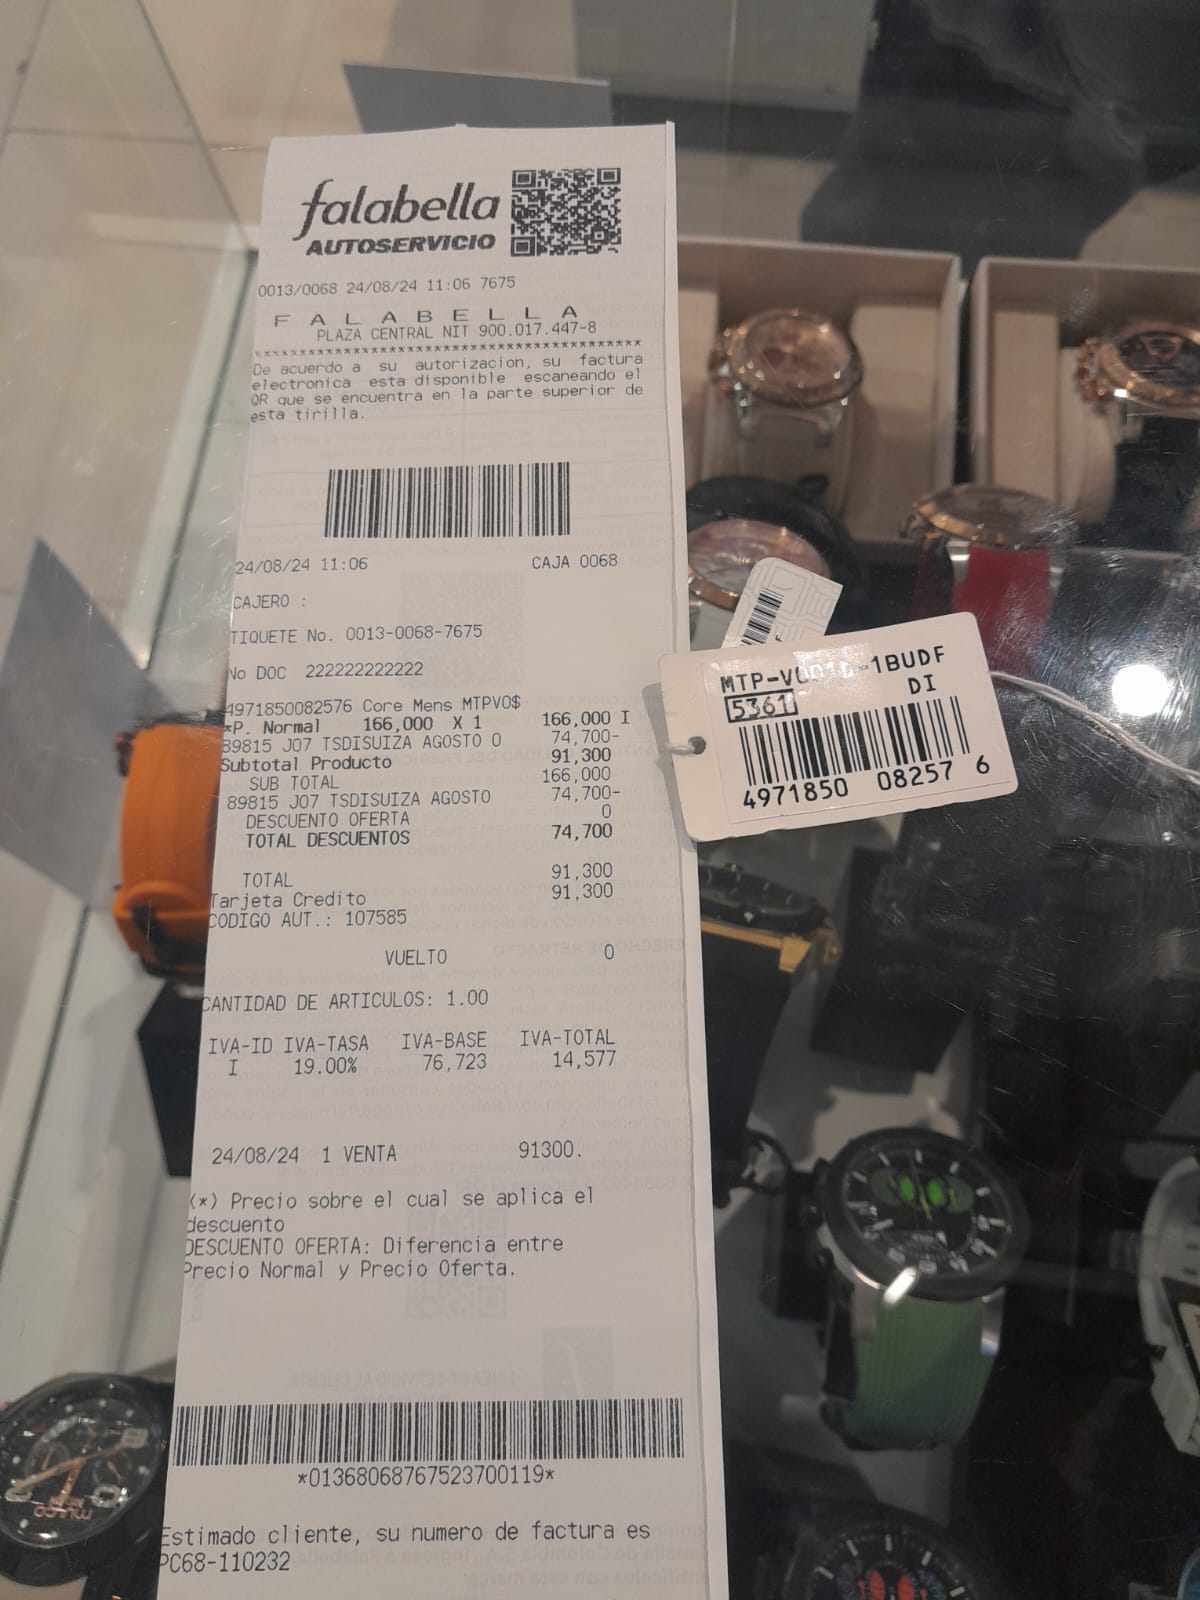 falabella
AUTOSERVICIO
0013/0068 24/08/24 11:06 7675
F A L A B E L L A
PLAZA CENTRAL NIT 900.017.447-8
******************************************
De acuerdo a su autorizacion, su factura
electronica esta disponible escaneando el
QR que se encuentra en la parte superior de
esta tirilla.
24/08/24 11:06 CAJA 0068
CAJERO :
TIQUETE No. 0013-0068-7675
No DOC 222222222222
4971850082576 Core Mens MTPVO$
*P. Normal 166,000 X 1 166,000 I
89815 J07 TSDISUIZA AGOSTO 0 74,700-
Subtotal Producto 91,300
SUB TOTAL 166,000
89815 J07 TSDISUIZA AGOSTO 74,700-
DESCUENTO OFERTA 0
TOTAL DESCUENTOS 74,700
TOTAL 91,300
Tarjeta Credito 91,300
CODIGO AUT.: 107585
VUELTO 0
CANTIDAD DE ARTICULOS: 1.00
IVA-ID IVA-TASA IVA-BASE IVA-TOTAL
I 19.00% 76,723 14,577
24/08/24 1 VENTA 91300.
(*) Precio sobre el cual se aplica el
descuento
DESCUENTO OFERTA: Diferencia entre
Precio Normal y Precio Oferta.
*01368068767523700119*
Estimado cliente, su numero de factura es
PC68-110232
DI
5361
4971850 08257 6